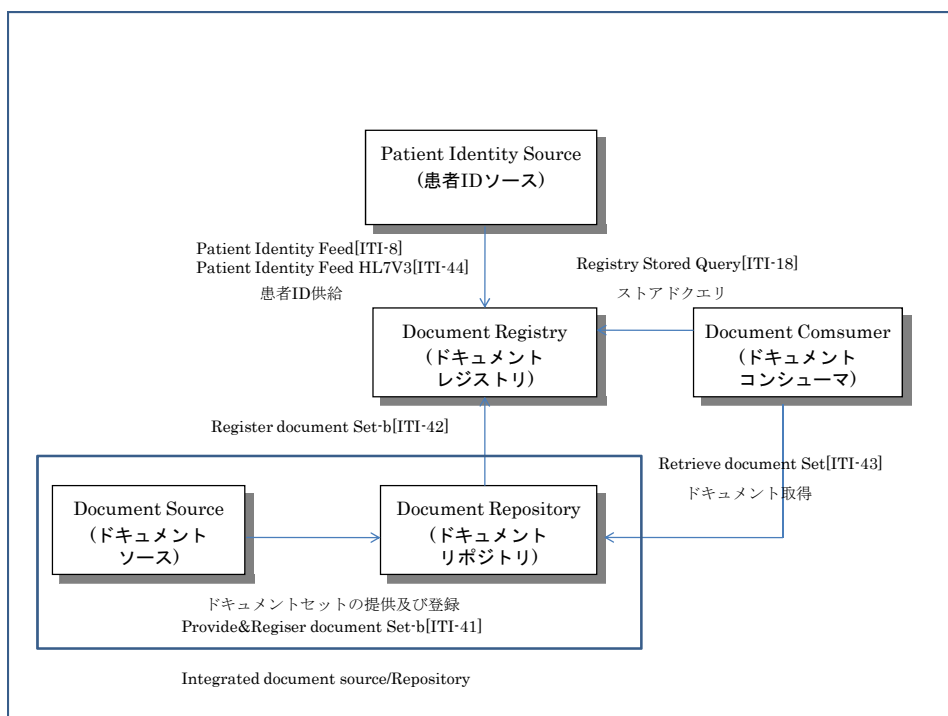 Patient Identity Source
(患者IDソース)
Patient Identity Feed[ITI-8]
Patient Identity Feed HL7V3[ITI-44]
患者ID供給
Registry Stored Query[ITI-18]
ストアドクエリ
Document Registry
(ドキュメント
レジストリ)
Document Comsumer
(ドキュメント
コンシューマ)
Register document Set-b[ITI-42]
Retrieve document Set[ITI-43]
ドキュメント取得
Document Source
(ドキュメント
ソース)
Document Repository
(ドキュメント
リポジトリ)
ドキュメントセットの提供及び登録
Provide&Regiser document Set-b[ITI-41]
Integrated document source/Repository